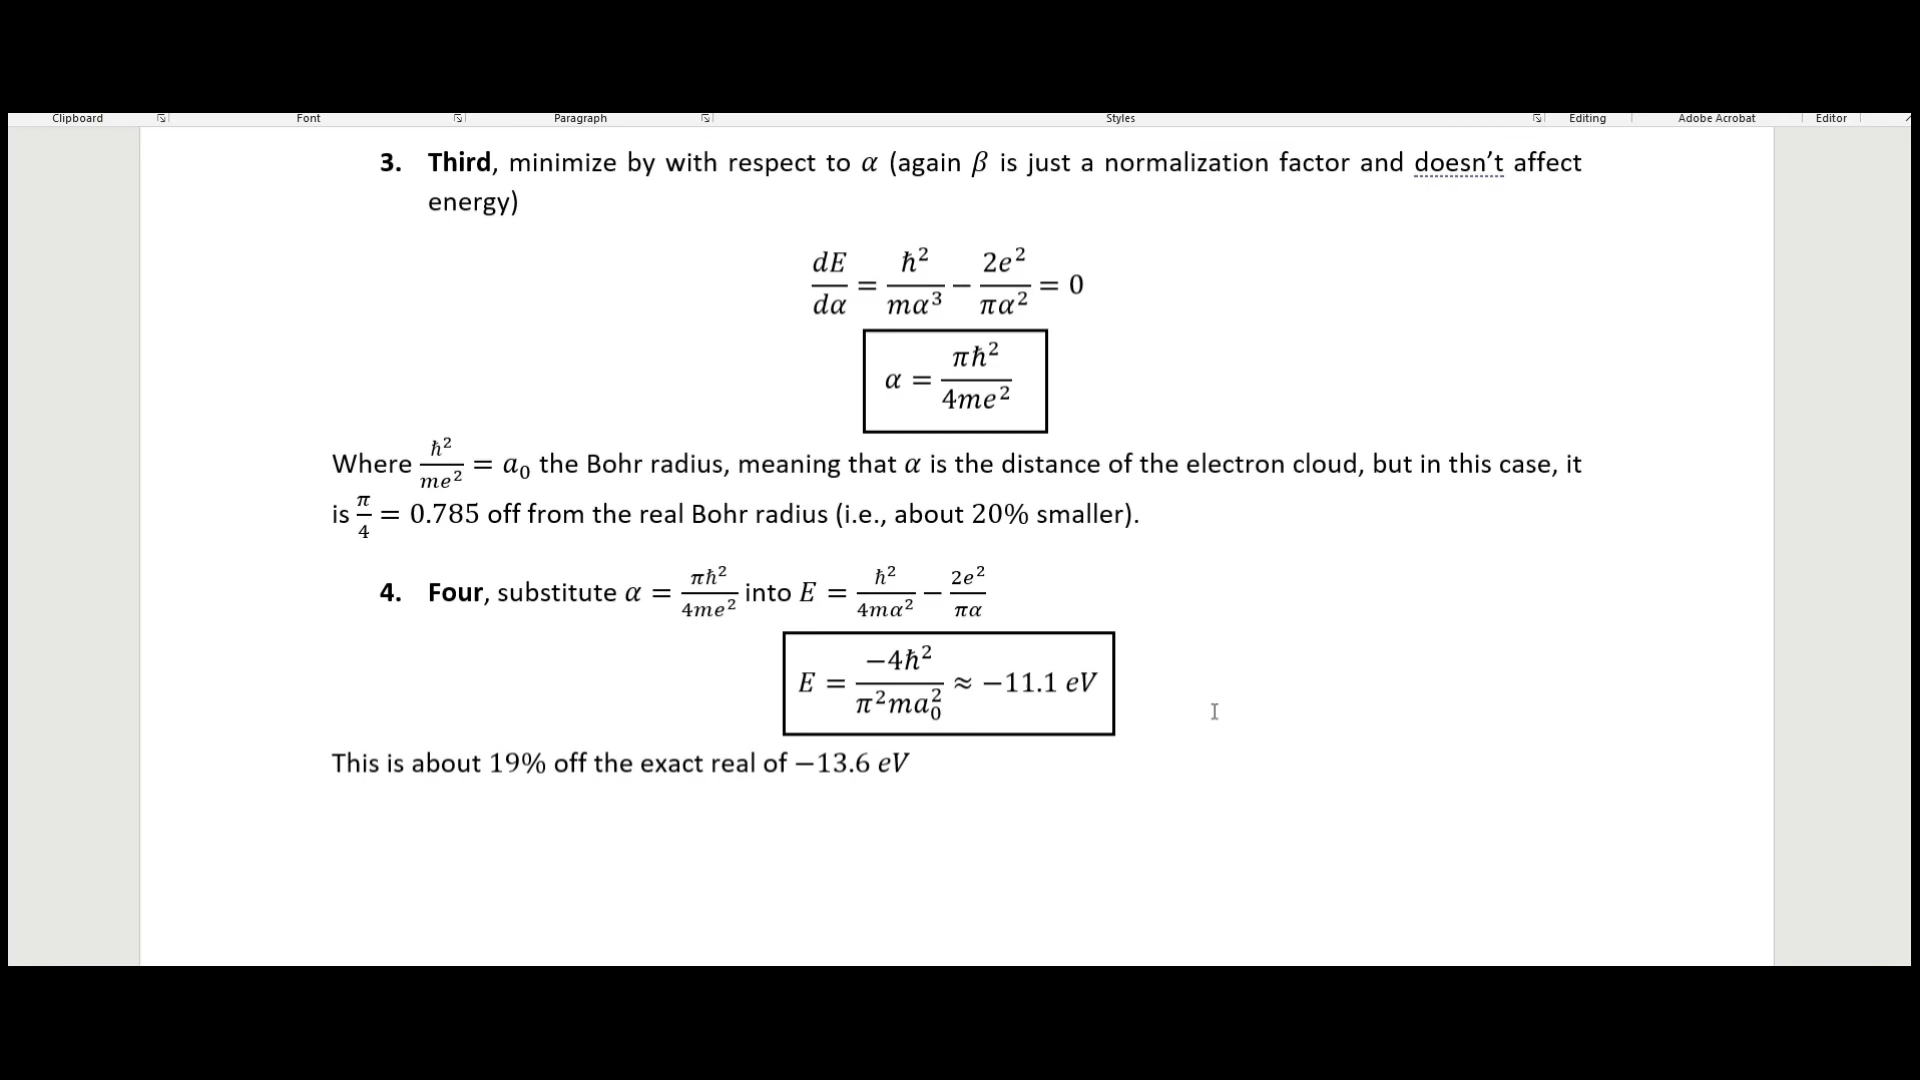 Clipboard Font Paragraph Styles Editing Adobe Acrobat Editor
3. Third, minimize by with respect to α (again β is just a normalization factor and doesn't affect
energy)
dE/dα = ħ²/mα³ − 2e²/πα² = 0
α = πħ²/4me²
Where ħ²/me² = a₀ the Bohr radius, meaning that α is the distance of the electron cloud, but in this case, it
is π/4 = 0.785 off from the real Bohr radius (i.e., about 20% smaller).
4. Four, substitute α = πħ²/4me² into E = ħ²/4mα² − 2e²/πα
E = −4ħ²/π²ma₀² ≈ −11.1 eV
This is about 19% off the exact real of −13.6 eV